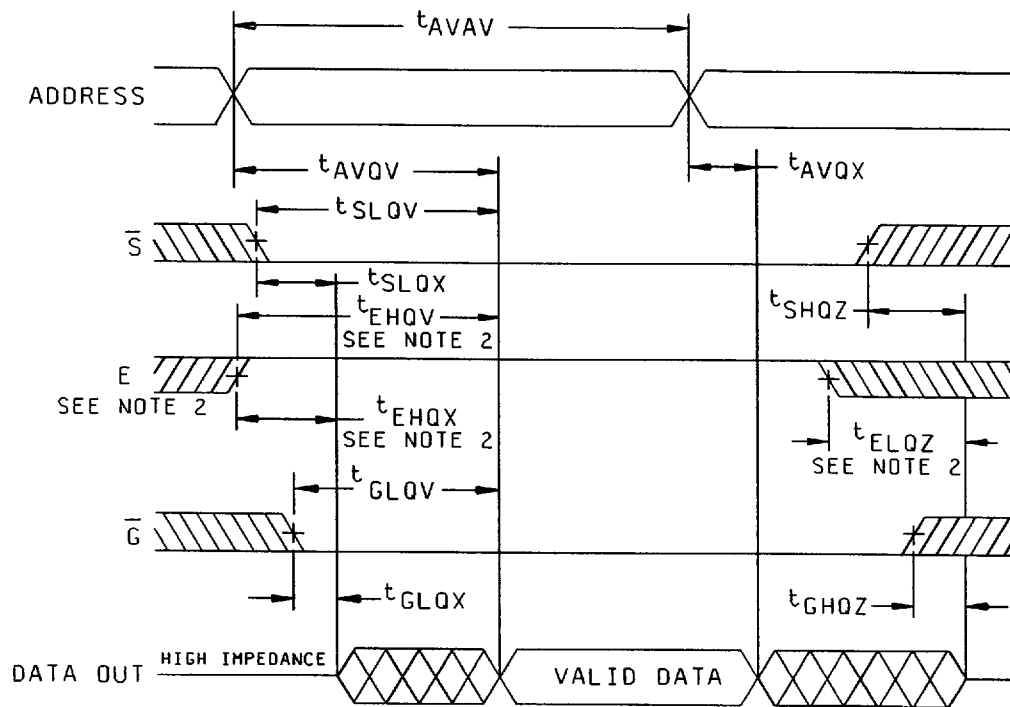 tAVAV
ADDRESS
tAVQV
tAVQX
tSLQV
S̅
tSLQX
tSHQZ
tEHQV
SEE NOTE 2
E
SEE NOTE 2
tEHQX
SEE NOTE 2
tELQZ
SEE NOTE 2
tGLQV
G̅
tGLQX
tGHQZ
DATA OUT
HIGH IMPEDANCE
VALID DATA